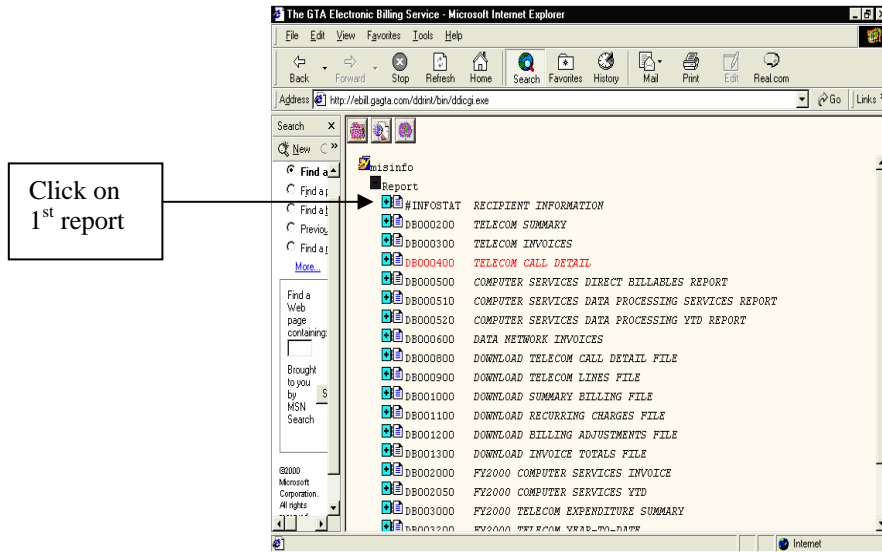 The GTA Electronic Billing Service - Microsoft Internet Explorer
File Edit View Favorites Tools Help
Back Forward Stop Refresh Home Search Favorites History Mail Print Edit Real.com
Address http://ebill.gagta.com/ddrint/bin/ddicgi.exe Go Links
Search x
New
Find a
Find a
Find a
Previou
Find a
More...
Find a
Web
page
containing:
Brought
to you
by
MSN
Search
S
©2000
Microsoft
Corporation.
All rights
Click on
1st report
misinfo
Report
#INFOSTAT RECIPIENT INFORMATION
DB000200 TELECOM SUMMARY
DB000300 TELECOM INVOICES
DB000400 TELECOM CALL DETAIL
DB000500 COMPUTER SERVICES DIRECT BILLABLES REPORT
DB000510 COMPUTER SERVICES DATA PROCESSING SERVICES REPORT
DB000520 COMPUTER SERVICES DATA PROCESSING YTD REPORT
DB000600 DATA NETWORK INVOICES
DB000800 DOWNLOAD TELECOM CALL DETAIL FILE
DB000900 DOWNLOAD TELECOM LINES FILE
DB001000 DOWNLOAD SUMMARY BILLING FILE
DB001100 DOWNLOAD RECURRING CHARGES FILE
DB001200 DOWNLOAD BILLING ADJUSTMENTS FILE
DB001300 DOWNLOAD INVOICE TOTALS FILE
DB002000 FY2000 COMPUTER SERVICES INVOICE
DB002050 FY2000 COMPUTER SERVICES YTD
DB003000 FY2000 TELECOM EXPENDITURE SUMMARY
DB003200 FY2000 TELECOM YEAR-TO-DATE
Internet